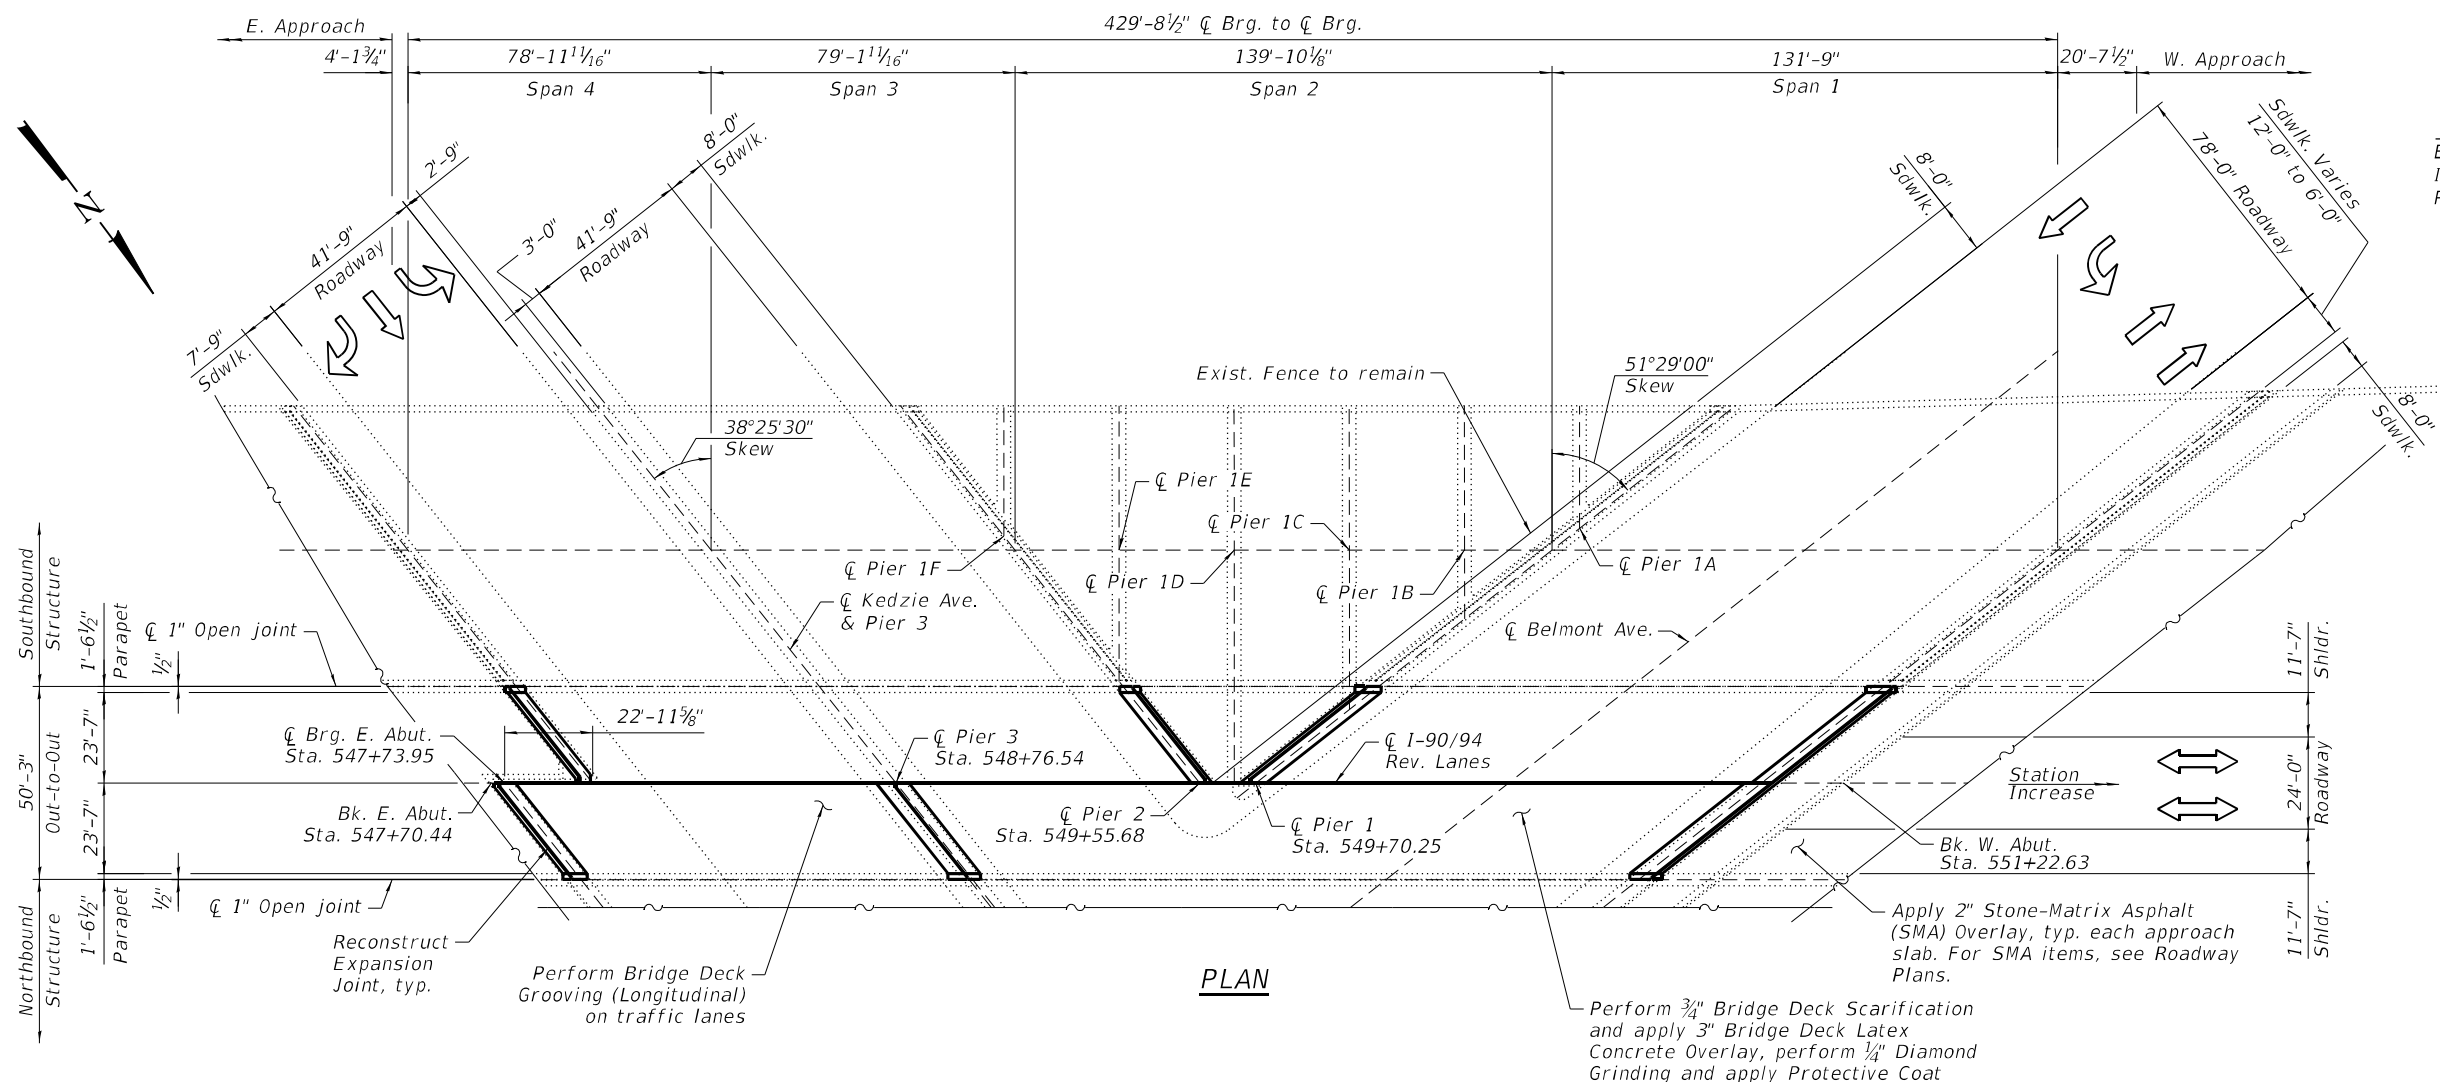 E. Approach
429'-8½" ℄ Brg. to ℄ Brg.
4'-1¾"
78'-11¹¹⁄₁₆"
79'-1¹¹⁄₁₆"
139'-10⅛"
131'-9"
20'-7½"
W. Approach
Span 4
Span 3
Span 2
Span 1
N
7'-9"
Sdwlk.
41'-9"
Roadway
2'-9"
3'-0"
41'-9"
Roadway
8'-0"
Sdwlk.
8'-0"
Sdwlk.
78'-0" Roadway
Sdwlk. Varies
12'-0" to 6'-0"
8'-0"
Sdwlk.
Exist. Fence to remain
51°29'00"
Skew
38°25'30"
Skew
℄ Pier 1E
℄ Pier 1C
℄ Pier 1F
℄ Pier 1D
℄ Pier 1B
℄ Pier 1A
℄ Kedzie Ave.
& Pier 3
℄ Belmont Ave.
Southbound
Structure
1'-6½"
Parapet
½"
℄ 1" Open joint
50'-3"
Out-to-Out
23'-7"
23'-7"
℄ Brg. E. Abut.
Sta. 547+73.95
22'-11⅝"
℄ Pier 3
Sta. 548+76.54
℄ I-90/94
Rev. Lanes
Bk. E. Abut.
Sta. 547+70.44
℄ Pier 2
Sta. 549+55.68
℄ Pier 1
Sta. 549+70.25
Station
Increase
Bk. W. Abut.
Sta. 551+22.63
11'-7"
Shldr.
24'-0"
Roadway
11'-7"
Shldr.
Northbound
Structure
1'-6½"
Parapet
½"
℄ 1" Open joint
Reconstruct
Expansion
Joint, typ.
Perform Bridge Deck
Grooving (Longitudinal)
on traffic lanes
PLAN
Apply 2" Stone-Matrix Asphalt
(SMA) Overlay, typ. each approach
slab. For SMA items, see Roadway
Plans.
Perform ¾" Bridge Deck Scarification
and apply 3" Bridge Deck Latex
Concrete Overlay, perform ¼" Diamond
Grinding and apply Protective Coat